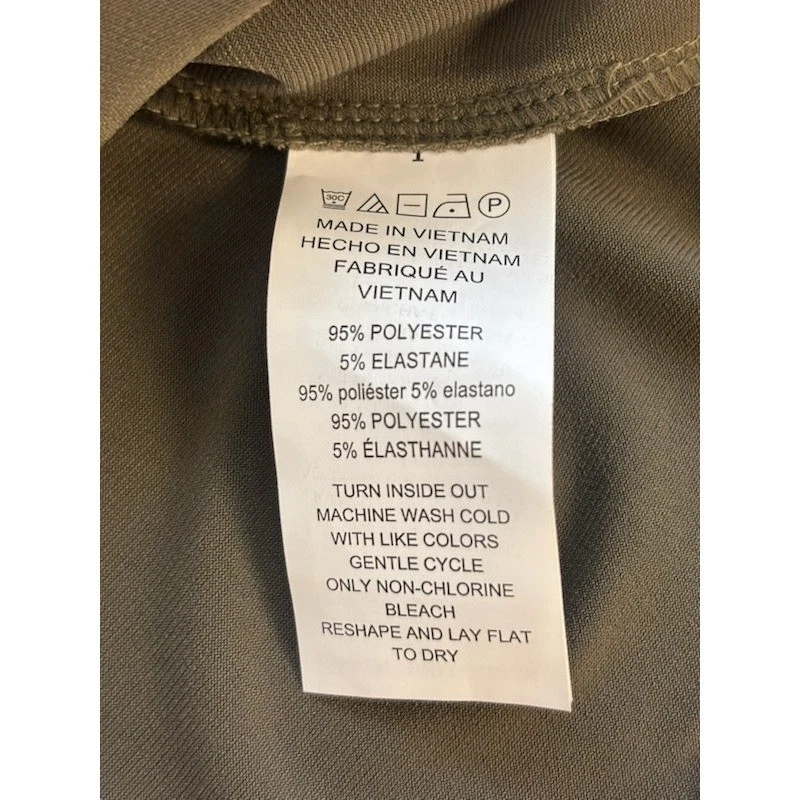 30C
P
MADE IN VIETNAM
HECHO EN VIETNAM
FABRIQUÉ AU
VIETNAM
95% POLYESTER
5% ELASTANE
95% poliéster 5% elastano
95% POLYESTER
5% ÉLASTHANNE
TURN INSIDE OUT
MACHINE WASH COLD
WITH LIKE COLORS
GENTLE CYCLE
ONLY NON-CHLORINE
BLEACH
RESHAPE AND LAY FLAT
TO DRY